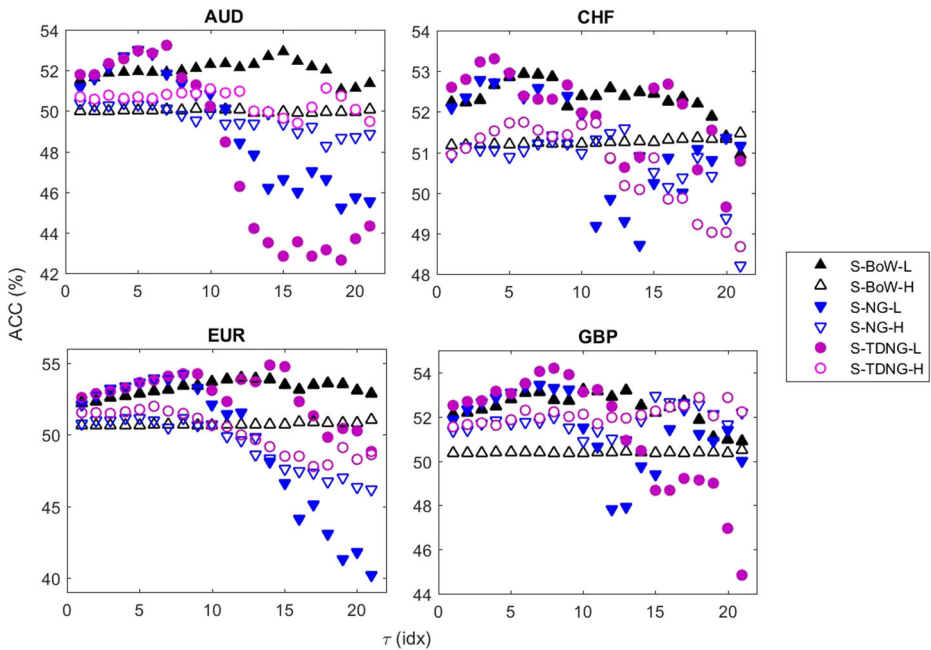 AUD
CHF
54
52
50
48
46
44
42
0 5 10 15 20
54
53
52
51
50
49
48
0 5 10 15 20
ACC (%)
EUR
GBP
55
50
45
40
0 5 10 15 20
54
52
50
48
46
44
0 5 10 15 20
τ (idx)
S-BoW-L
S-BoW-H
S-NG-L
S-NG-H
S-TDNG-L
S-TDNG-H